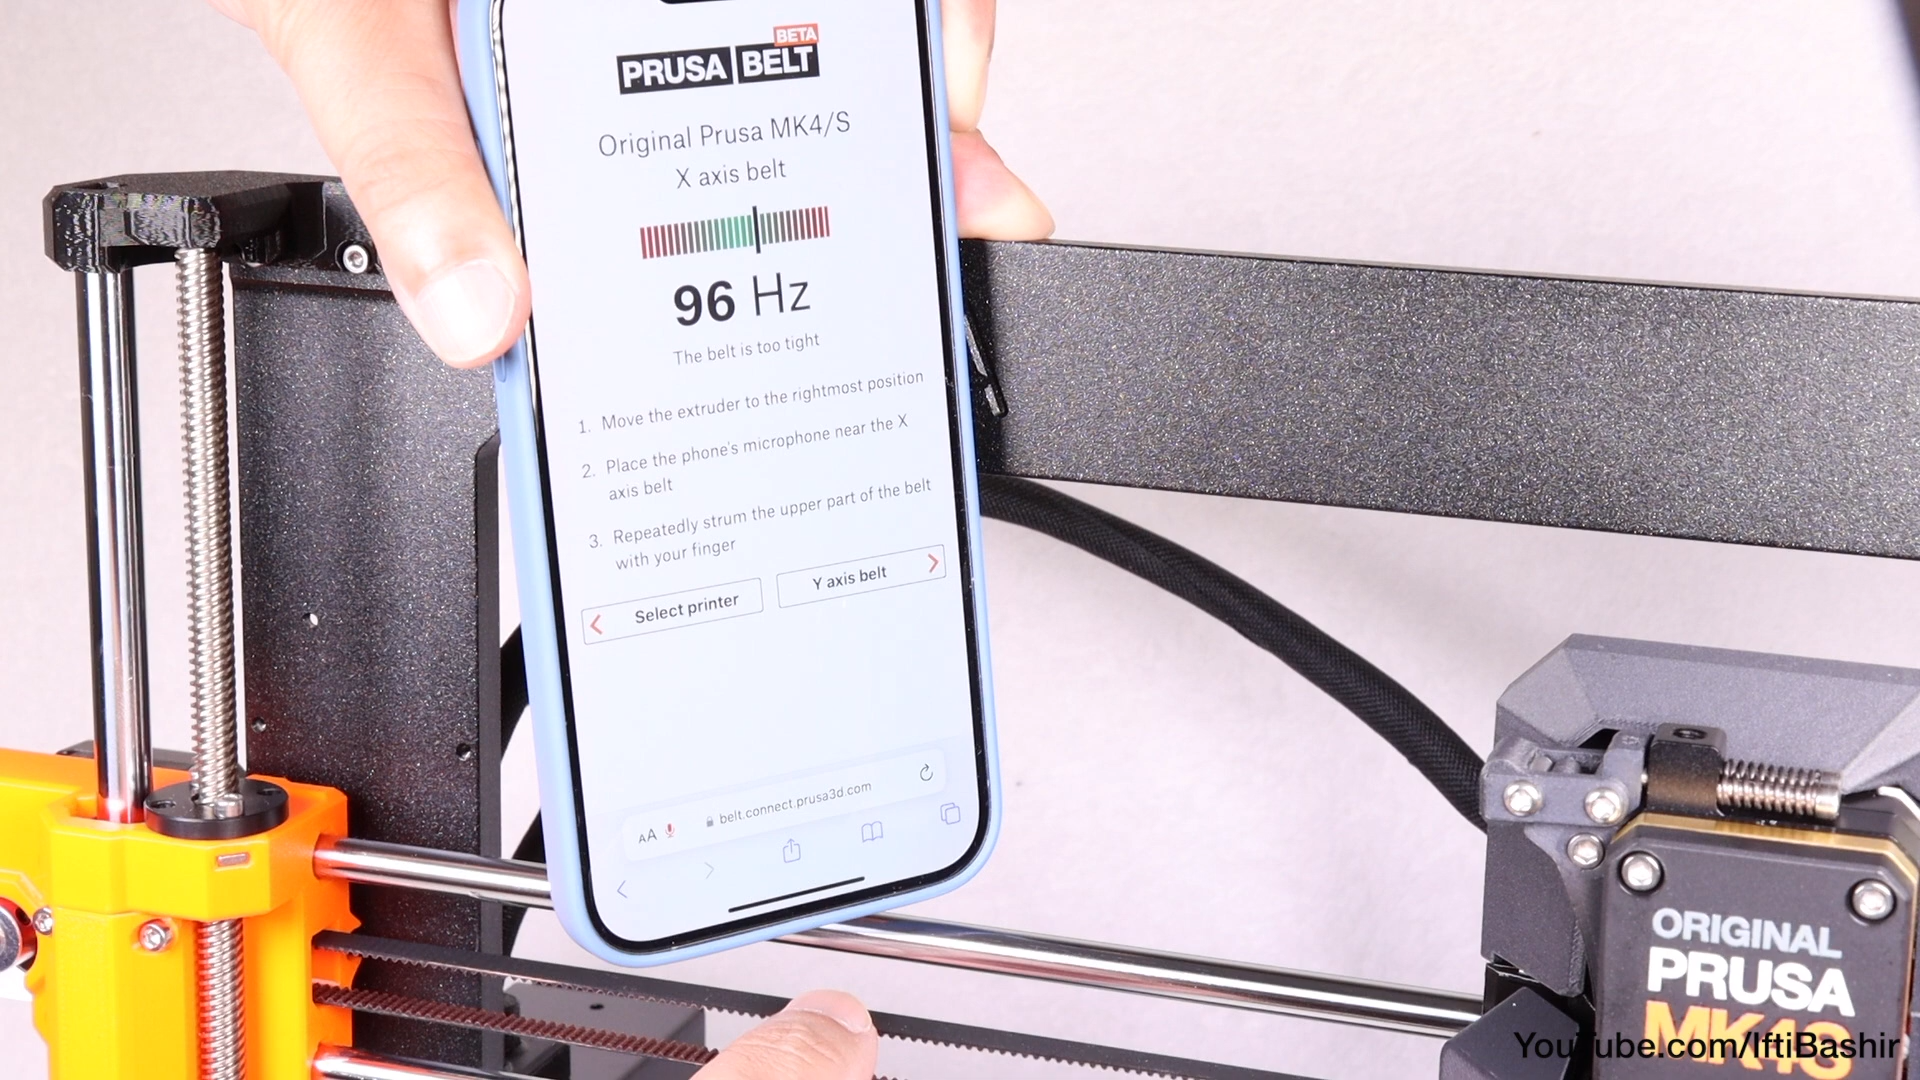 BETA
PRUSA BELT
Original Prusa MK4/S
X axis belt
96 Hz
The belt is too tight
1. Move the extruder to the rightmost position
2. Place the phone's microphone near the X
axis belt
3. Repeatedly strum the upper part of the belt
with your finger
Select printer
Y axis belt
AA
belt.connect.prusa3d.com
ORIGINAL
PRUSA
MK4S
YouTube.com/IftiBashir